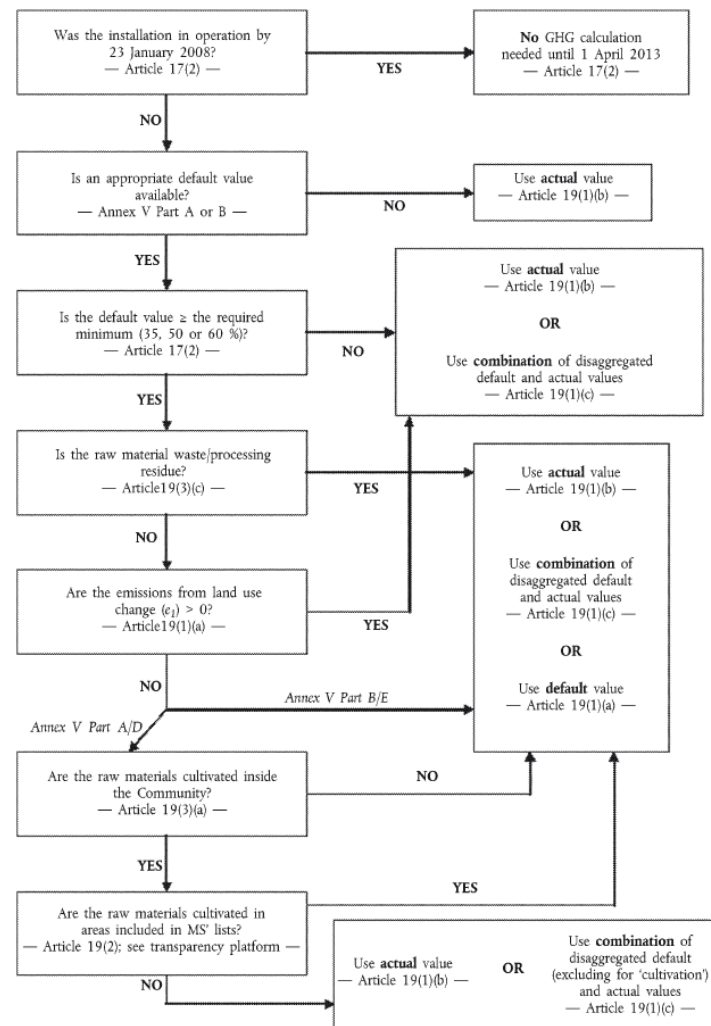 Was the installation in operation by
23 January 2008?
— Article 17(2) —
YES
No GHG calculation
needed until 1 April 2013
— Article 17(2) —
NO
Is an appropriate default value
available?
— Annex V Part A or B —
NO
Use actual value
— Article 19(1)(b) —
YES
Is the default value ≥ the required
minimum (35, 50 or 60 %)?
— Article 17(2) —
NO
Use actual value
— Article 19(1)(b) —
OR
Use combination of disaggregated
default and actual values
— Article 19(1)(c) —
YES
Is the raw material waste/processing
residue?
— Article19(3)(c) —
YES
Use actual value
— Article 19(1)(b) —
OR
Use combination of
disaggregated default
and actual values
— Article 19(1)(c) —
OR
Use default value
— Article 19(1)(a) —
NO
Are the emissions from land use
change (el) > 0?
— Article19(1)(a) —
YES
NO
Annex V Part B/E
Annex V Part A/D
Are the raw materials cultivated inside
the Community?
— Article 19(3)(a) —
NO
YES
Are the raw materials cultivated in
areas included in MS' lists?
— Article 19(2); see transparency platform —
YES
NO
Use actual value
— Article 19(1)(b) —
OR
Use combination of
disaggregated default
(excluding for 'cultivation')
and actual values
— Article 19(1)(c) —